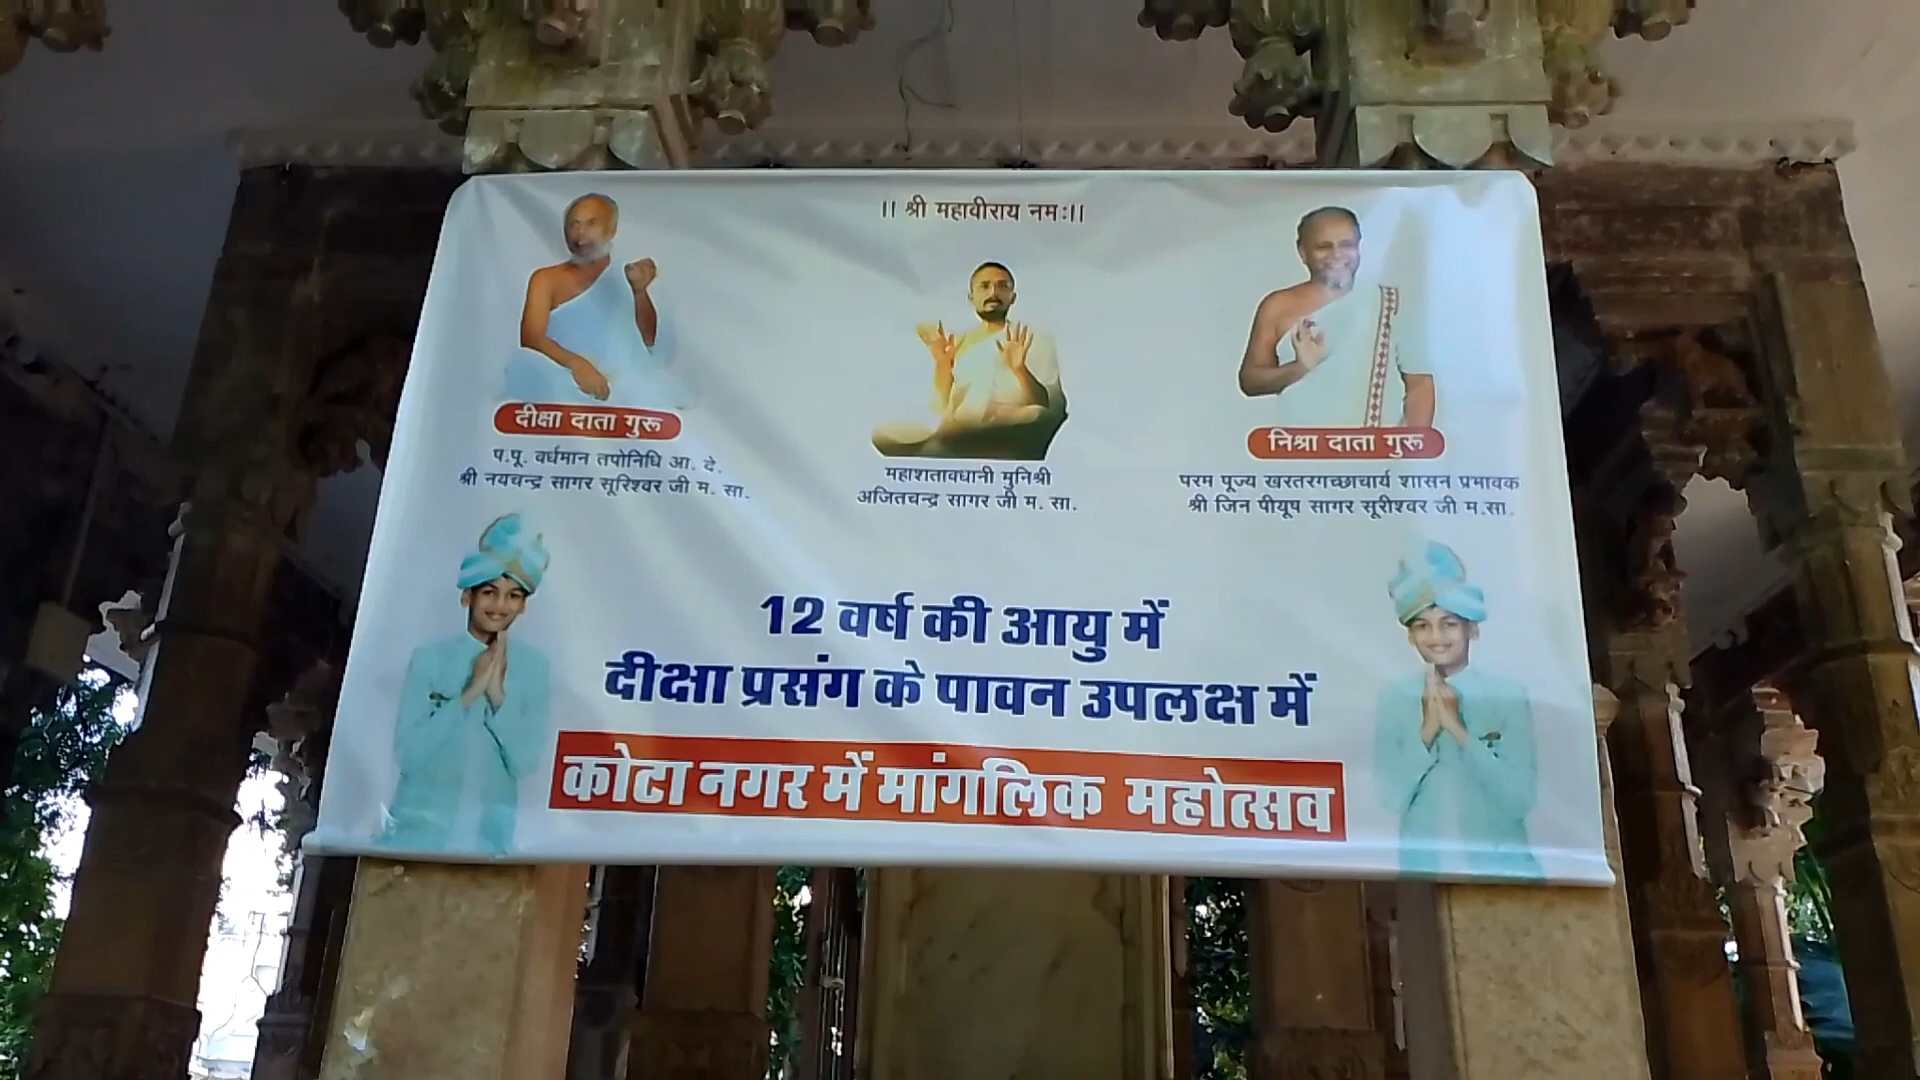 ।। श्री महावीराय नमः।।
दीक्षा दाता गुरू
प.पू. वर्धमान तपोनिधि आ. दे.
श्री नयचन्द्र सागर सूरिश्वर जी म. सा.
महाशतावधानी मुनिश्री
अजितचन्द्र सागर जी म. सा.
निश्रा दाता गुरू
परम पूज्य खरतरगच्छाचार्य शासन प्रमावक
श्री जिन पीयूष सागर सूरीश्वर जी म.सा.
12 वर्ष की आयु में
दीक्षा प्रसंग के पावन उपलक्ष में
कोटा नगर में मांगलिक महोत्सव